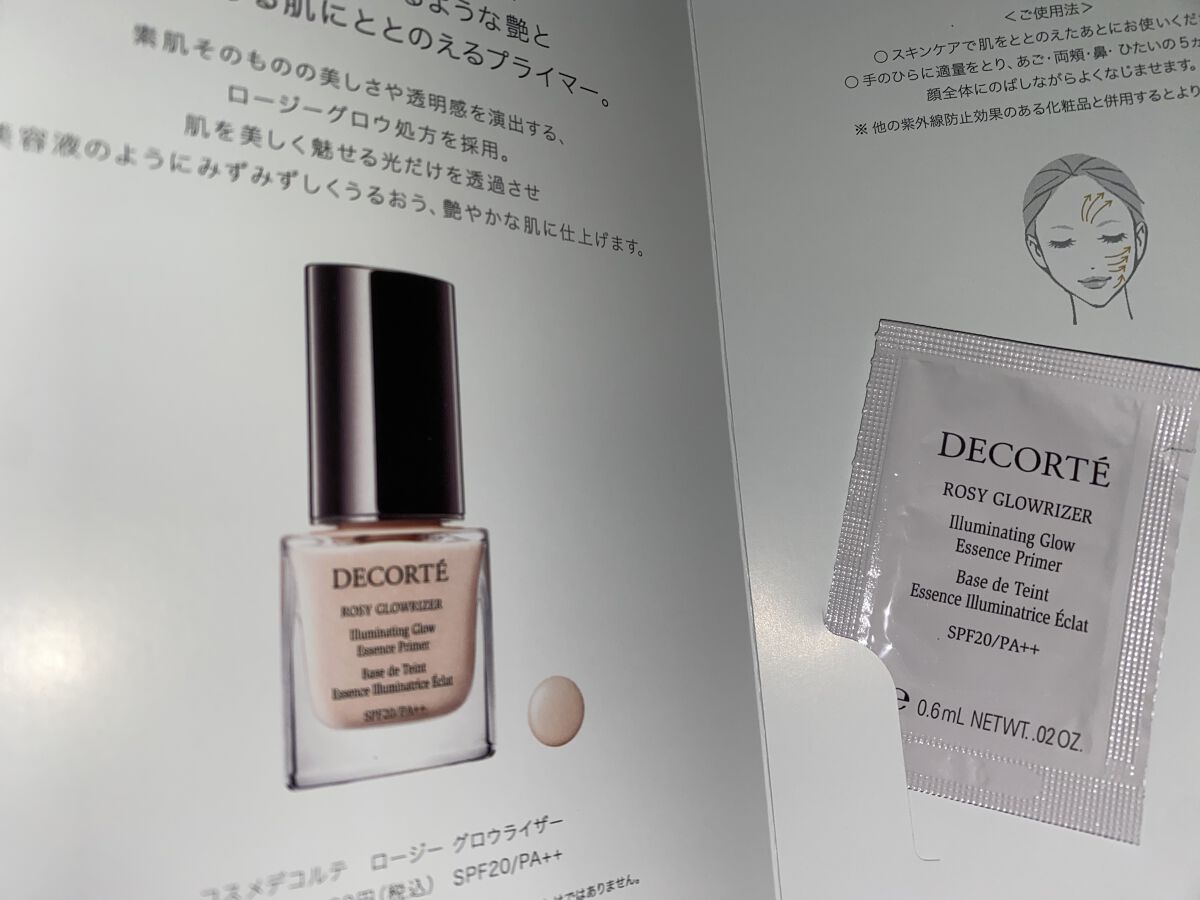 るような艶と
る肌にととのえるプライマー。
素肌そのものの美しさや透明感を演出する、
ロージーグロウ処方を採用。
肌を美しく魅せる光だけを透過させ
美容液のようにみずみずしくうるおう、艶やかな肌に仕上げます。
DECORTÉ
ROSY GLOWRIZER
Illuminating Glow
Essence Primer
Base de Teint
Essence Illuminatrice Éclat
SPF20/PA++
コスメデコルテ ロージー グロウライザー
0円(税込) SPF20/PA++
ではありません。
<ご使用法>
○ スキンケアで肌をととのえたあとにお使いくだ
○ 手のひらに適量をとり、あご・両頬・鼻・ひたいの5カ
顔全体にのばしながらよくなじませます。
※ 他の紫外線防止効果のある化粧品と併用するとより
DECORTÉ
ROSY GLOWRIZER
Illuminating Glow
Essence Primer
Base de Teint
Essence Illuminatrice Éclat
SPF20/PA++
e 0.6mL NETWT. .02OZ.